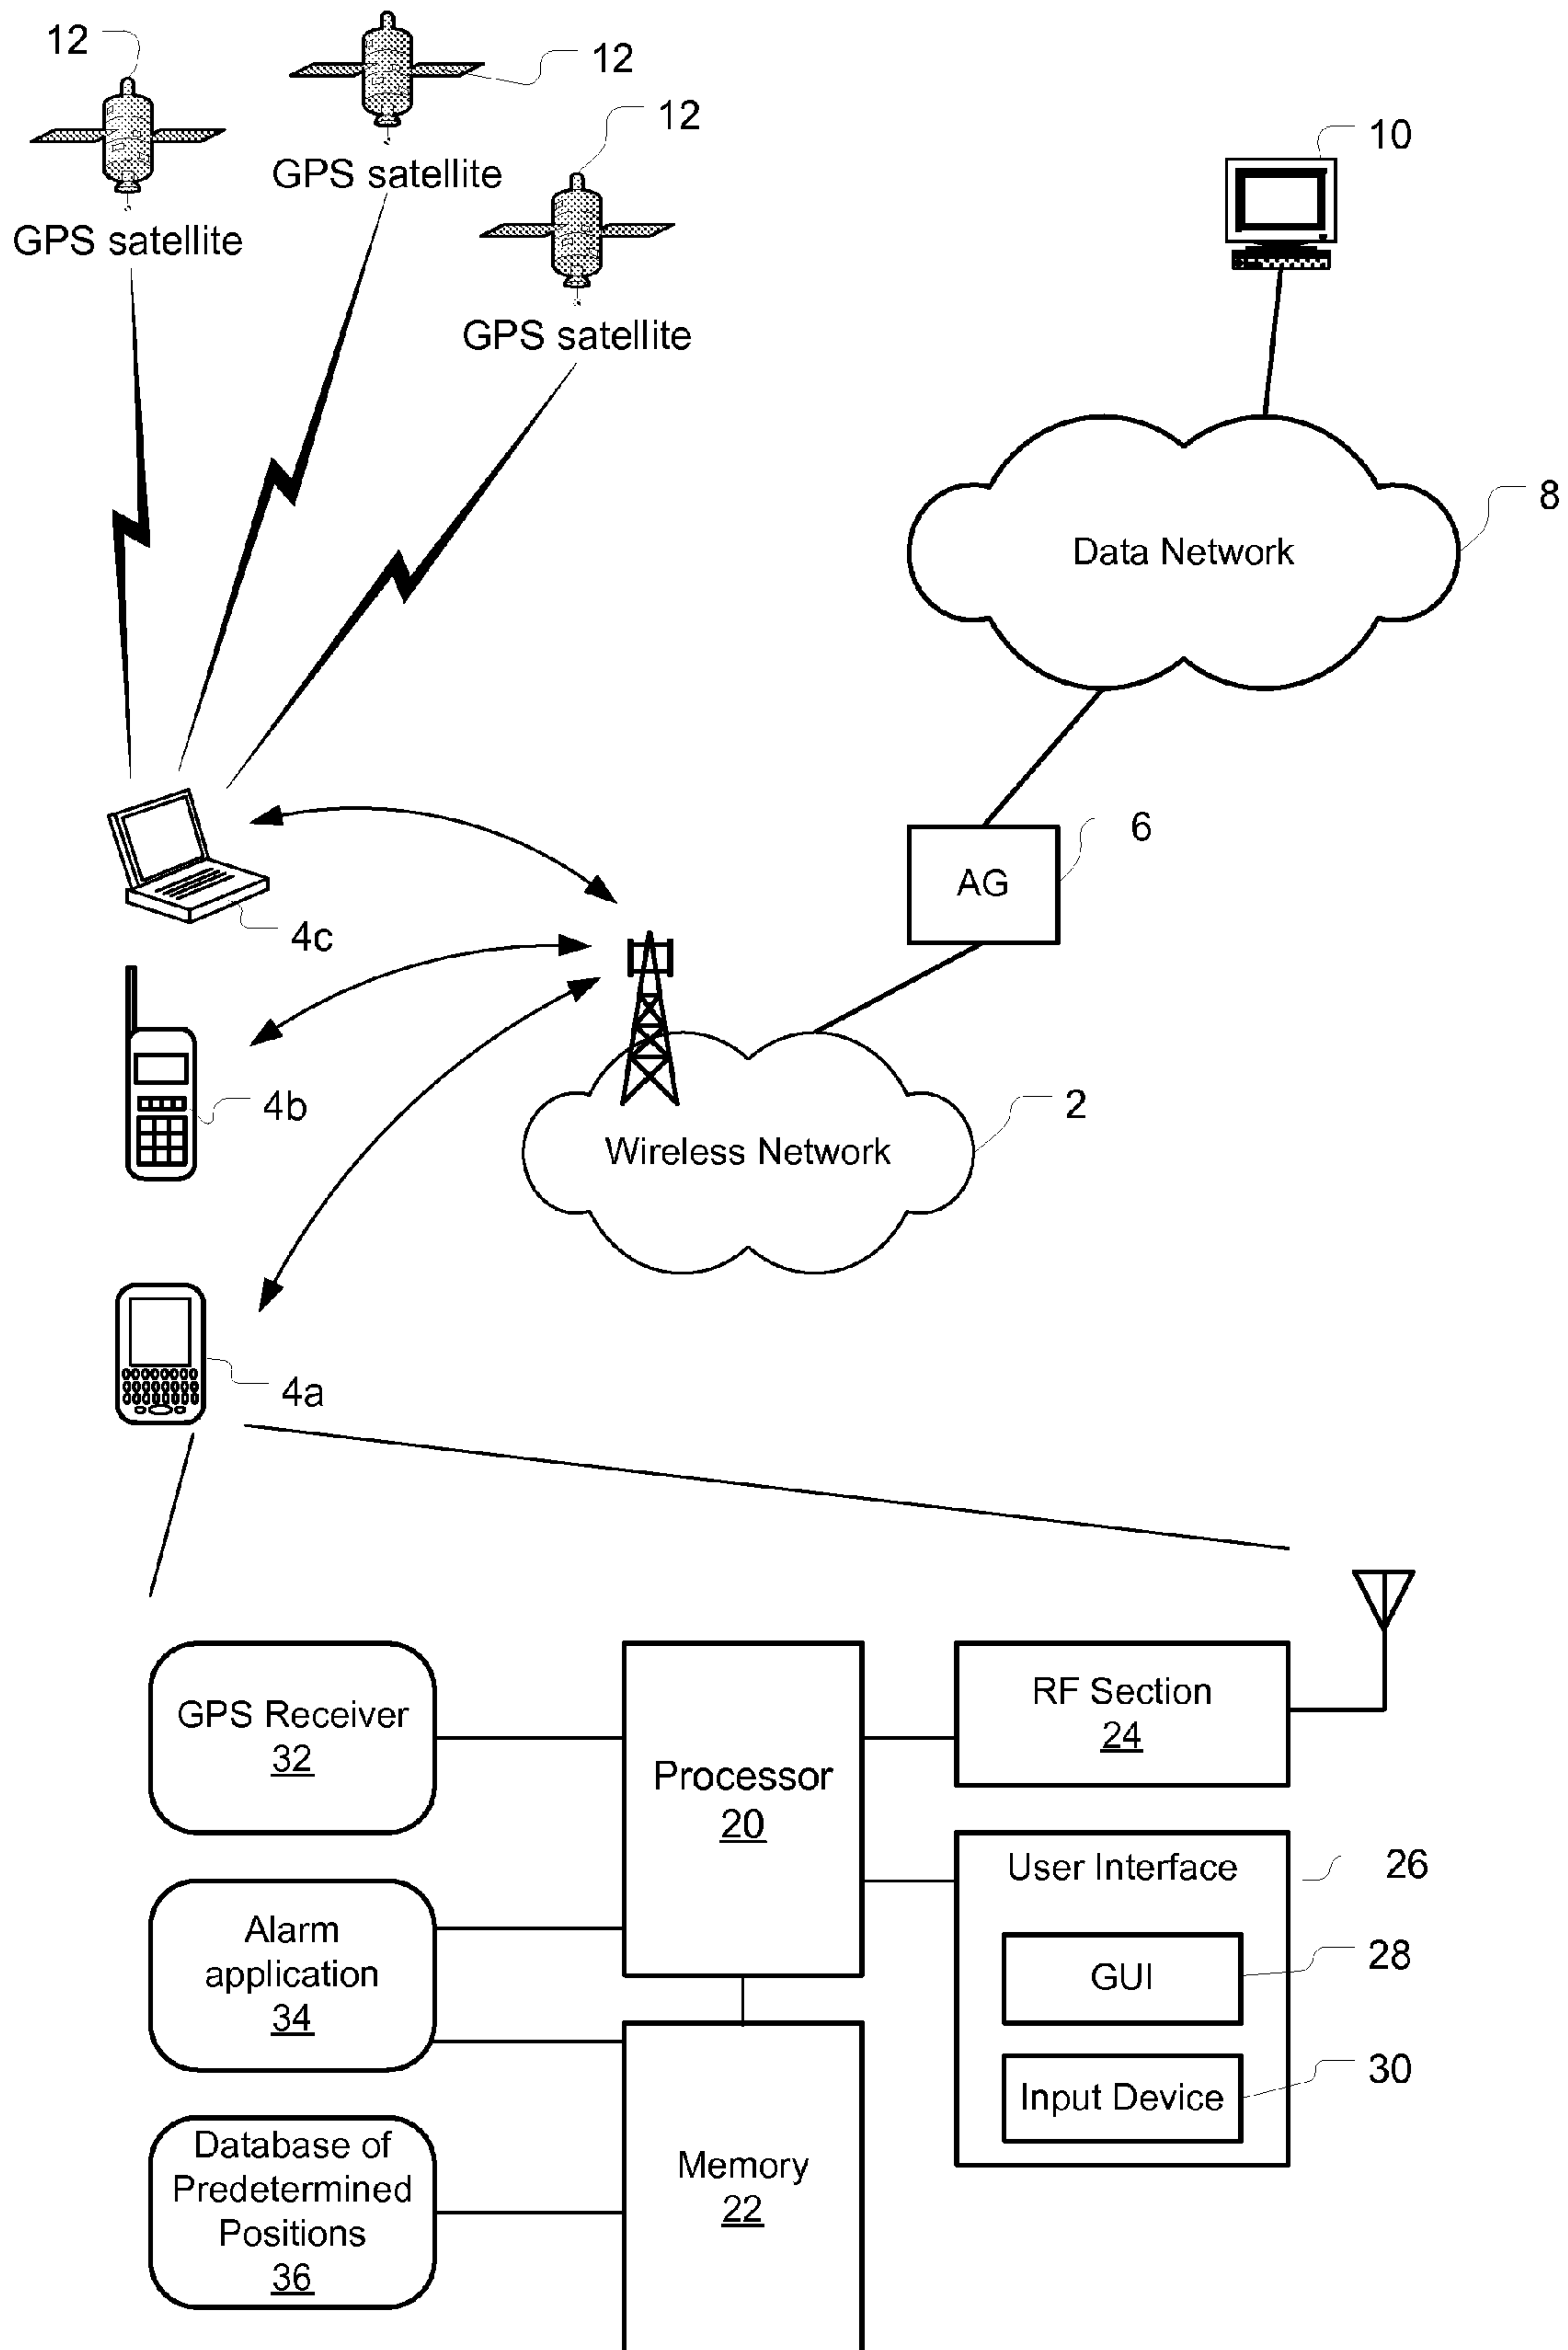 12
12
12
GPS satellite
GPS satellite
GPS satellite
10
8
Data Network
6
AG
4c
4b
2
Wireless Network
4a
GPS Receiver
32
Processor
20
RF Section
24
User Interface
26
GUI
28
Input Device
30
Alarm
application
34
Database of
Predetermined
Positions
36
Memory
22